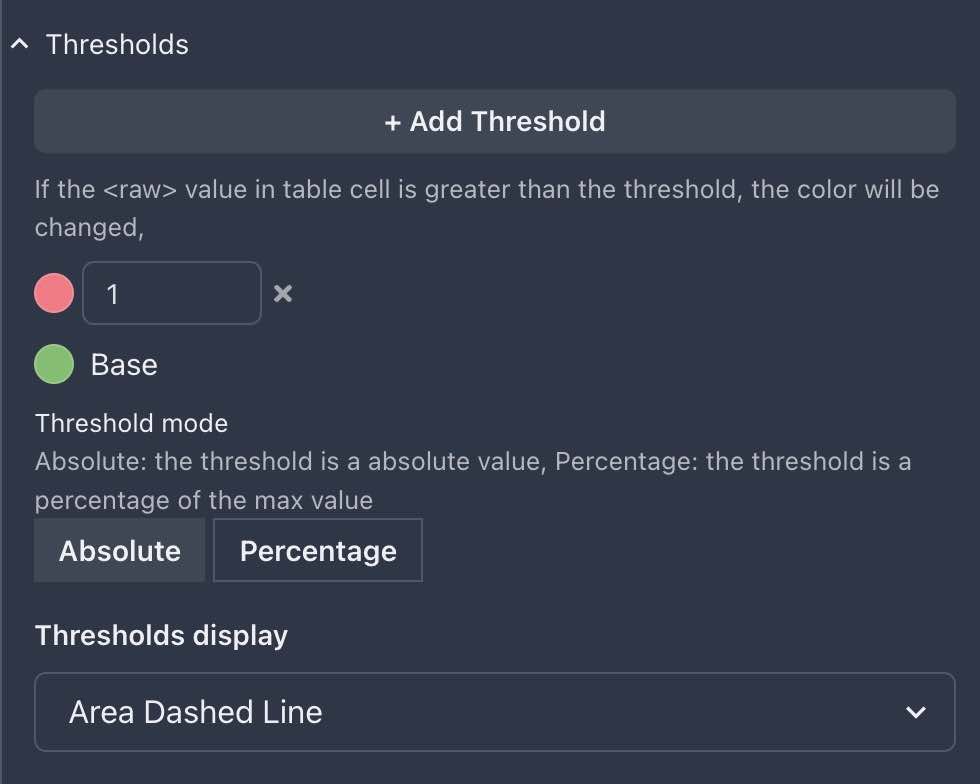 Thresholds
+ Add Threshold
If the <raw> value in table cell is greater than the threshold, the color will be
changed,
1
Base
Threshold mode
Absolute: the threshold is a absolute value, Percentage: the threshold is a
percentage of the max value
Absolute Percentage
Thresholds display
Area Dashed Line